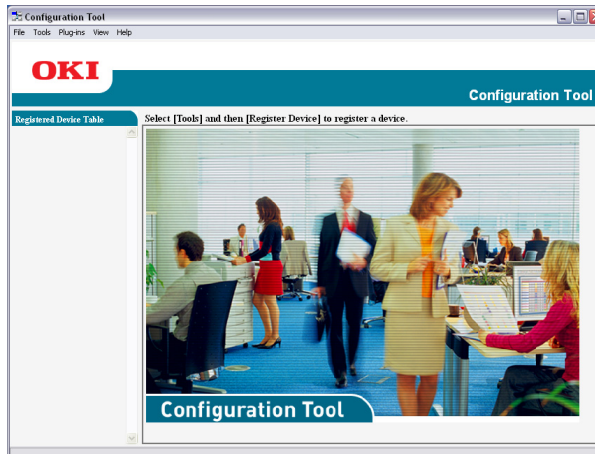 Configuration Tool
File Tools Plug-ins View Help
OKI
Configuration Tool
Registered Device Table
Select [Tools] and then [Register Device] to register a device.
Configuration Tool